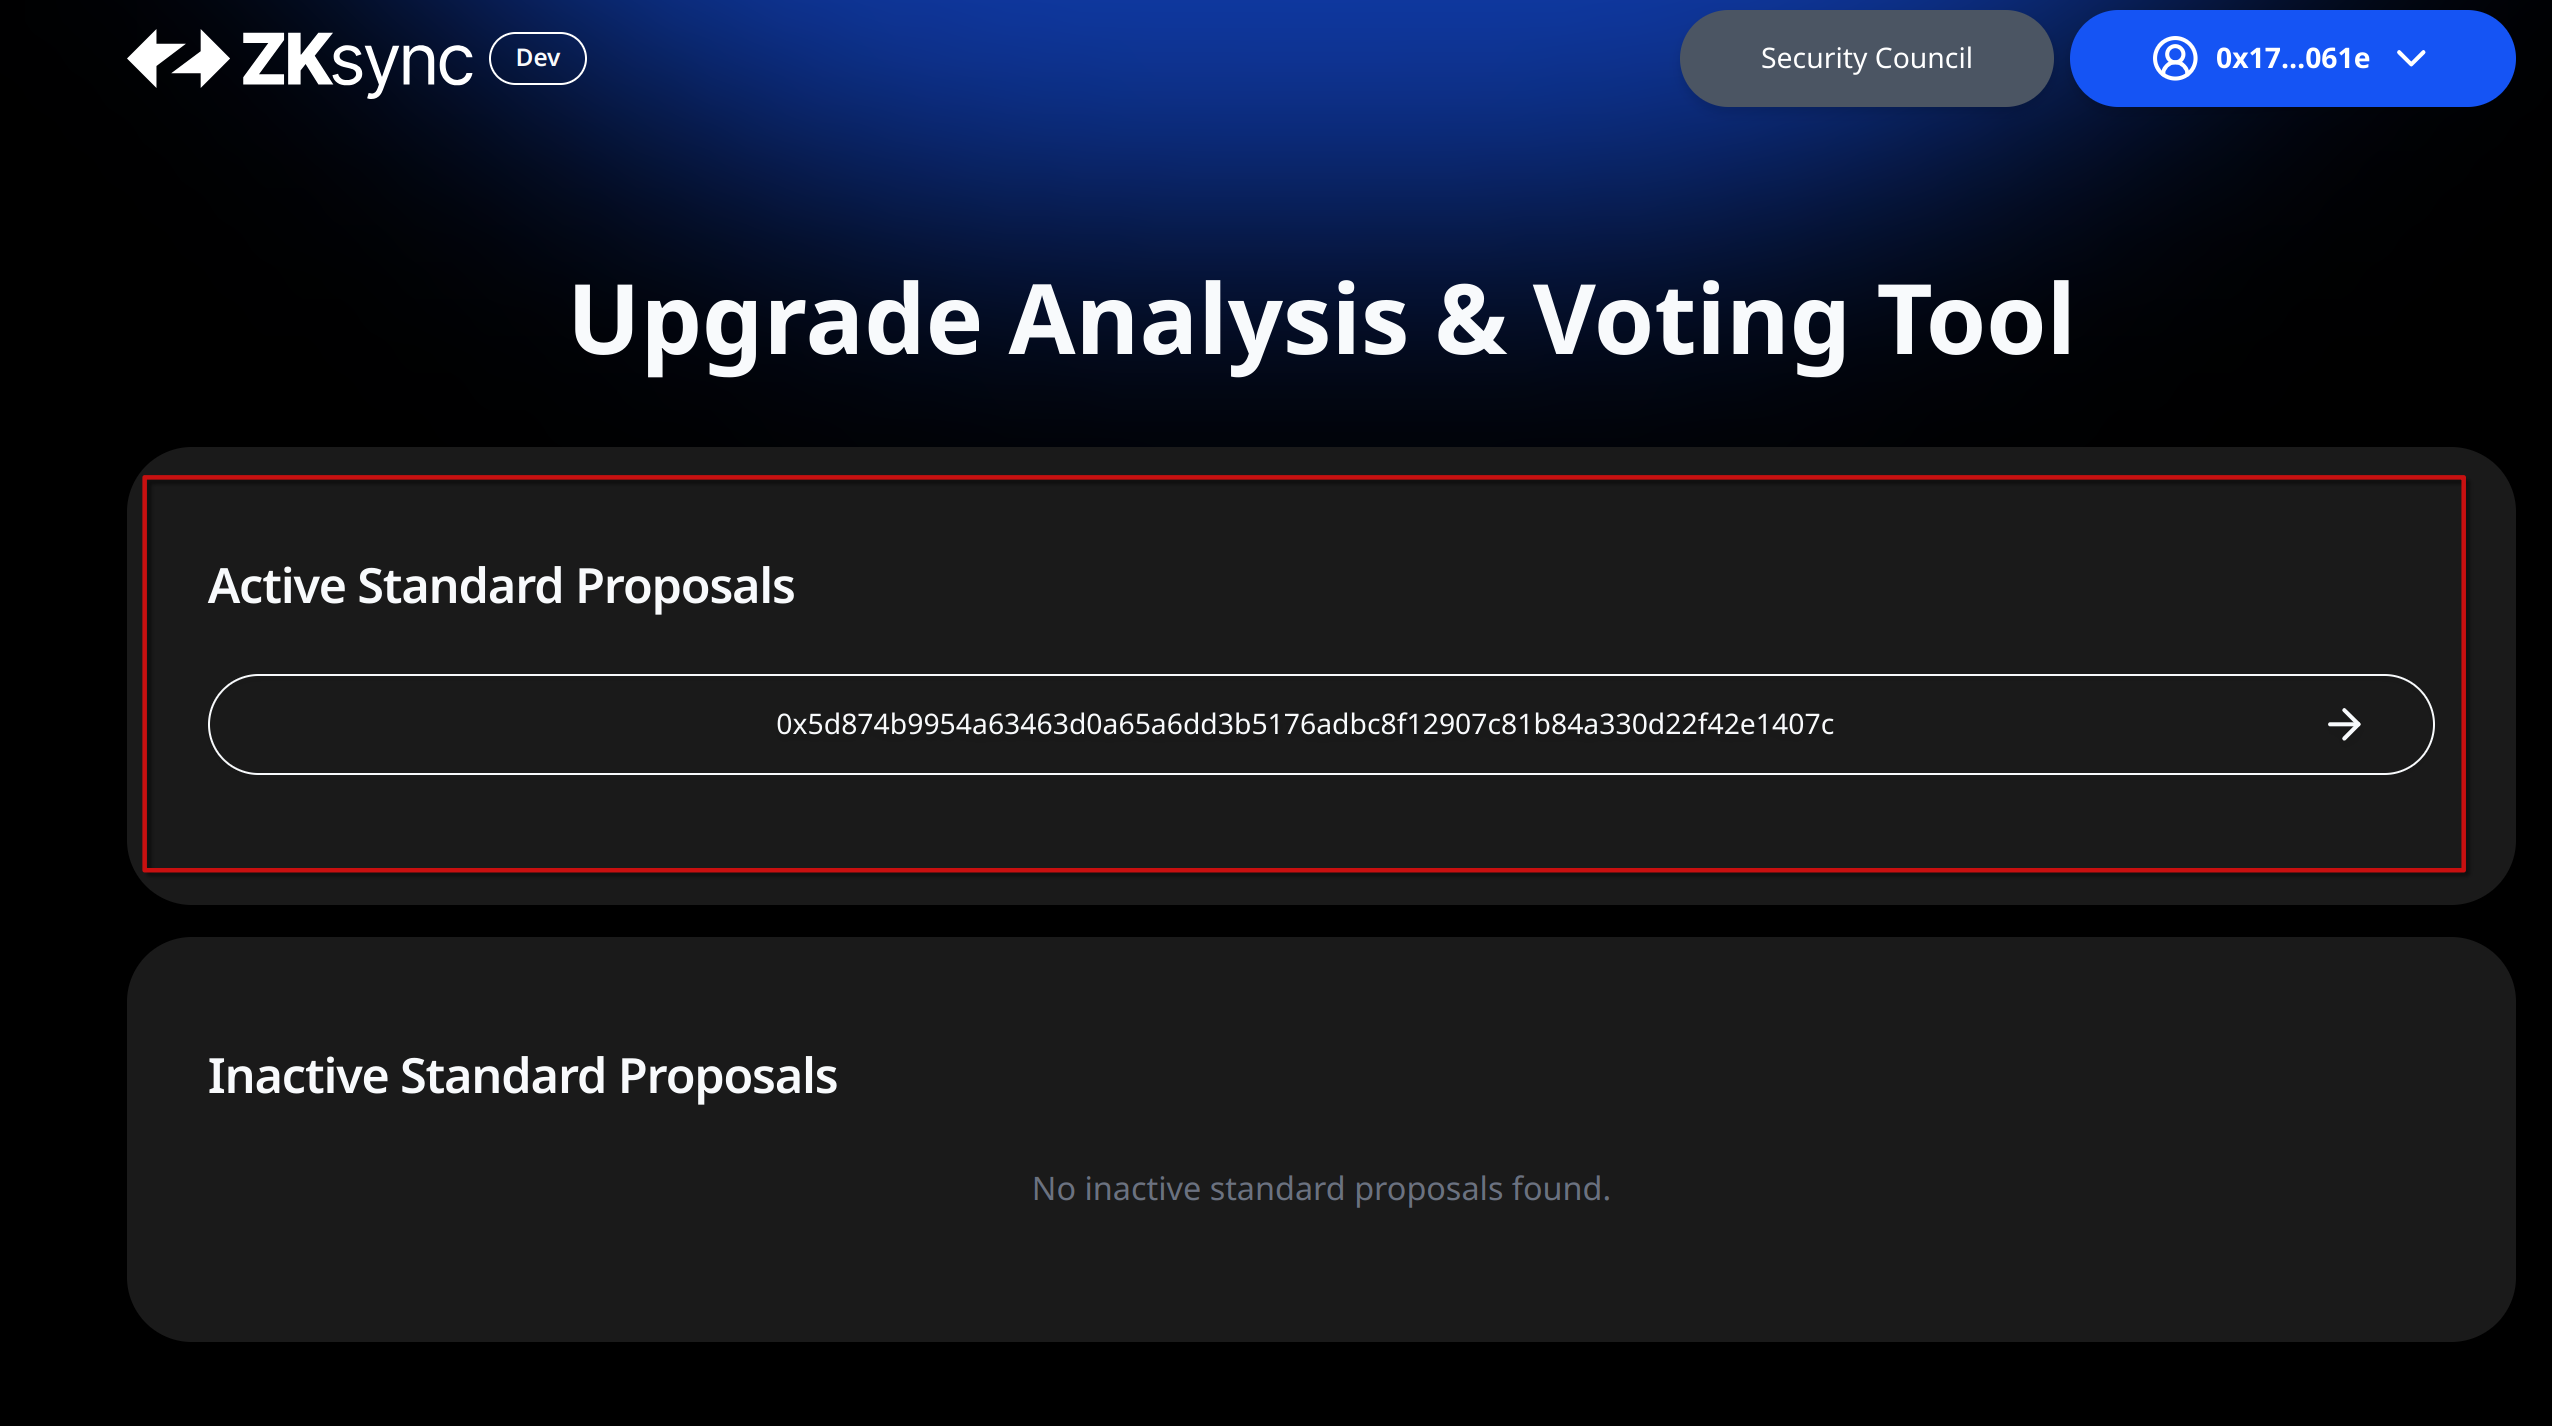 ZKsync Dev
Security Council
0x17...061e
Upgrade Analysis & Voting Tool
Active Standard Proposals
0x5d874b9954a63463d0a65a6dd3b5176adbc8f12907c81b84a330d22f42e1407c
Inactive Standard Proposals
No inactive standard proposals found.